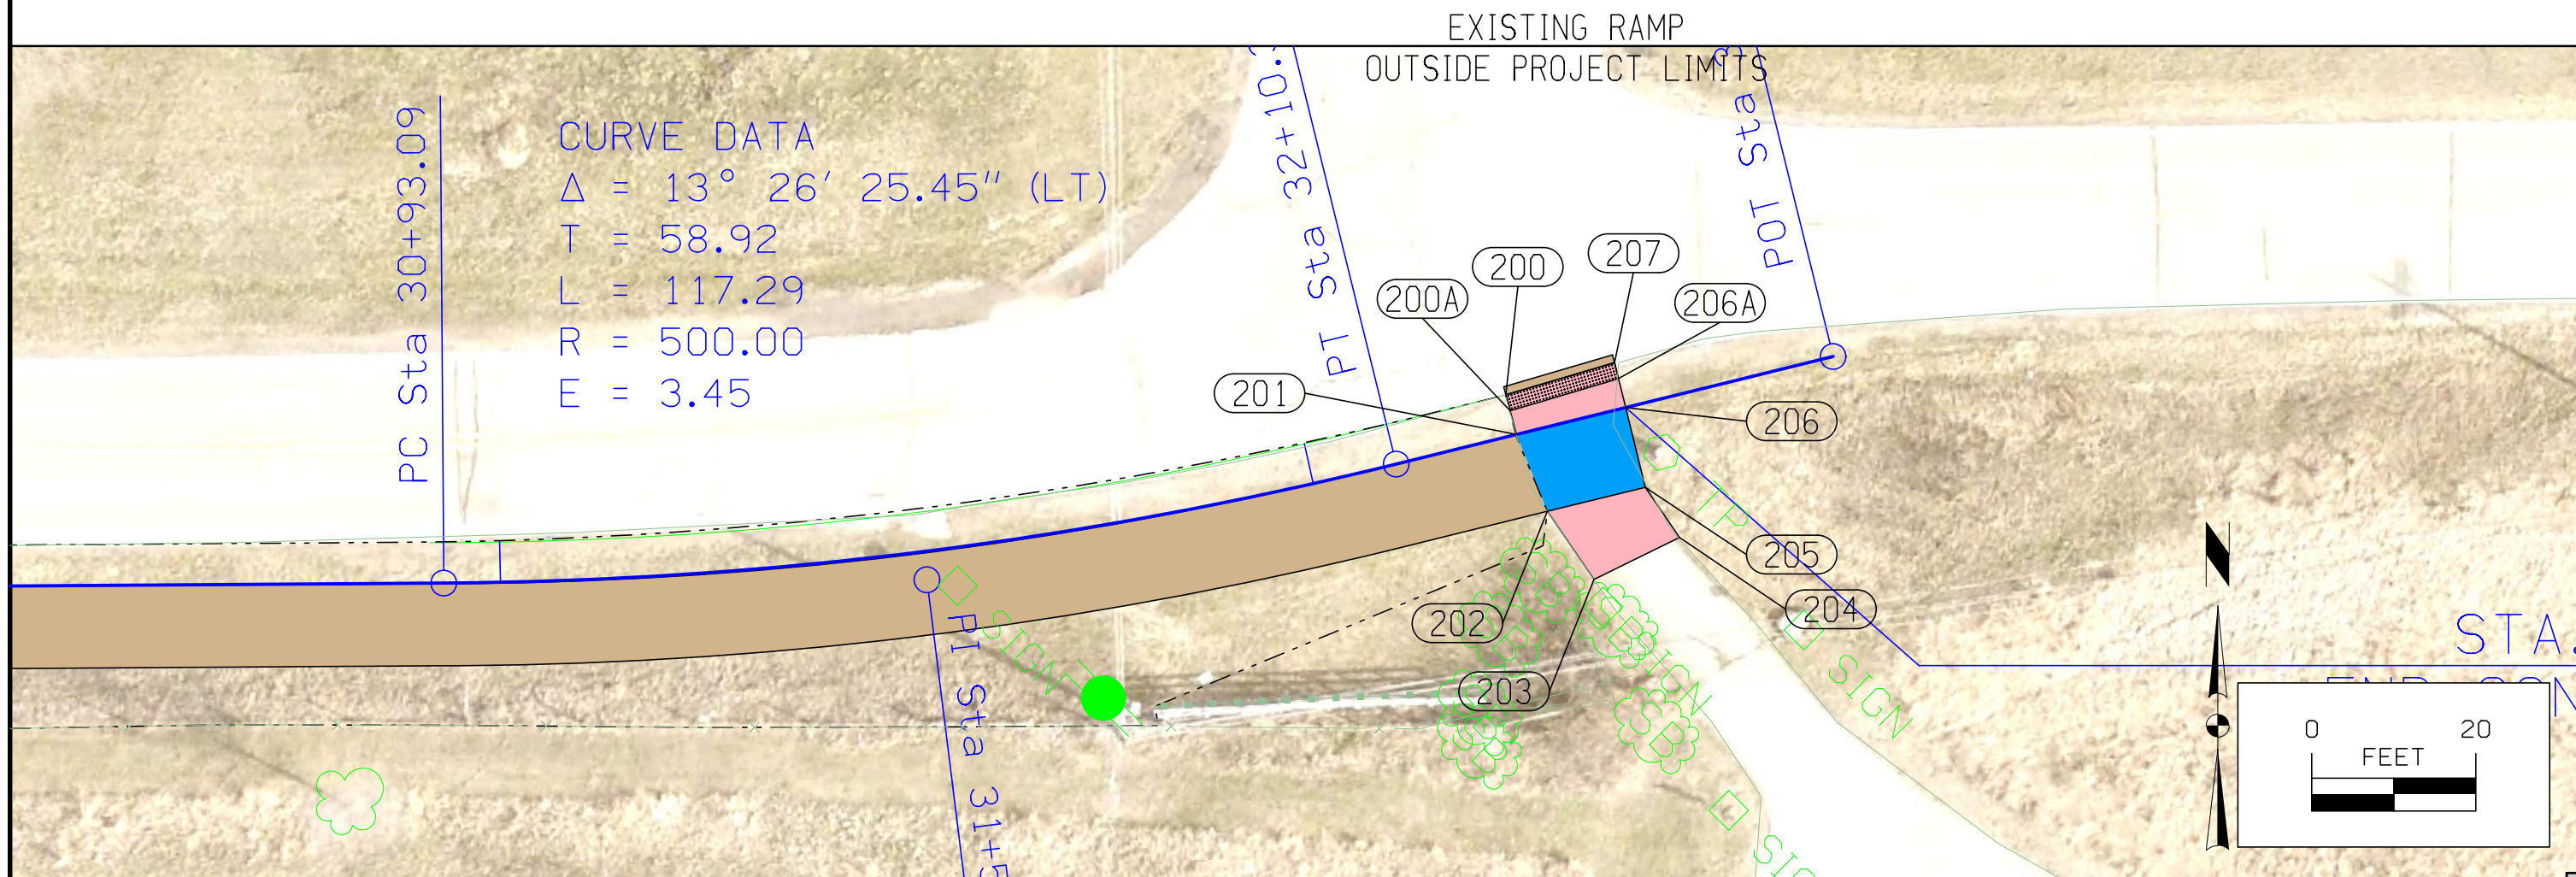 EXISTING RAMP
OUTSIDE PROJECT LIMITS
PC Sta 30+93.09
CURVE DATA
Δ = 13° 26' 25.45" (LT)
T = 58.92
L = 117.29
R = 500.00
E = 3.45
PT Sta 32+10.
POT Sta
200
207
200A
206A
201
206
205
204
202
203
PI Sta 31+5
SIGN
TP
SIGN
SIGN
STA.
0
20
FEET
N